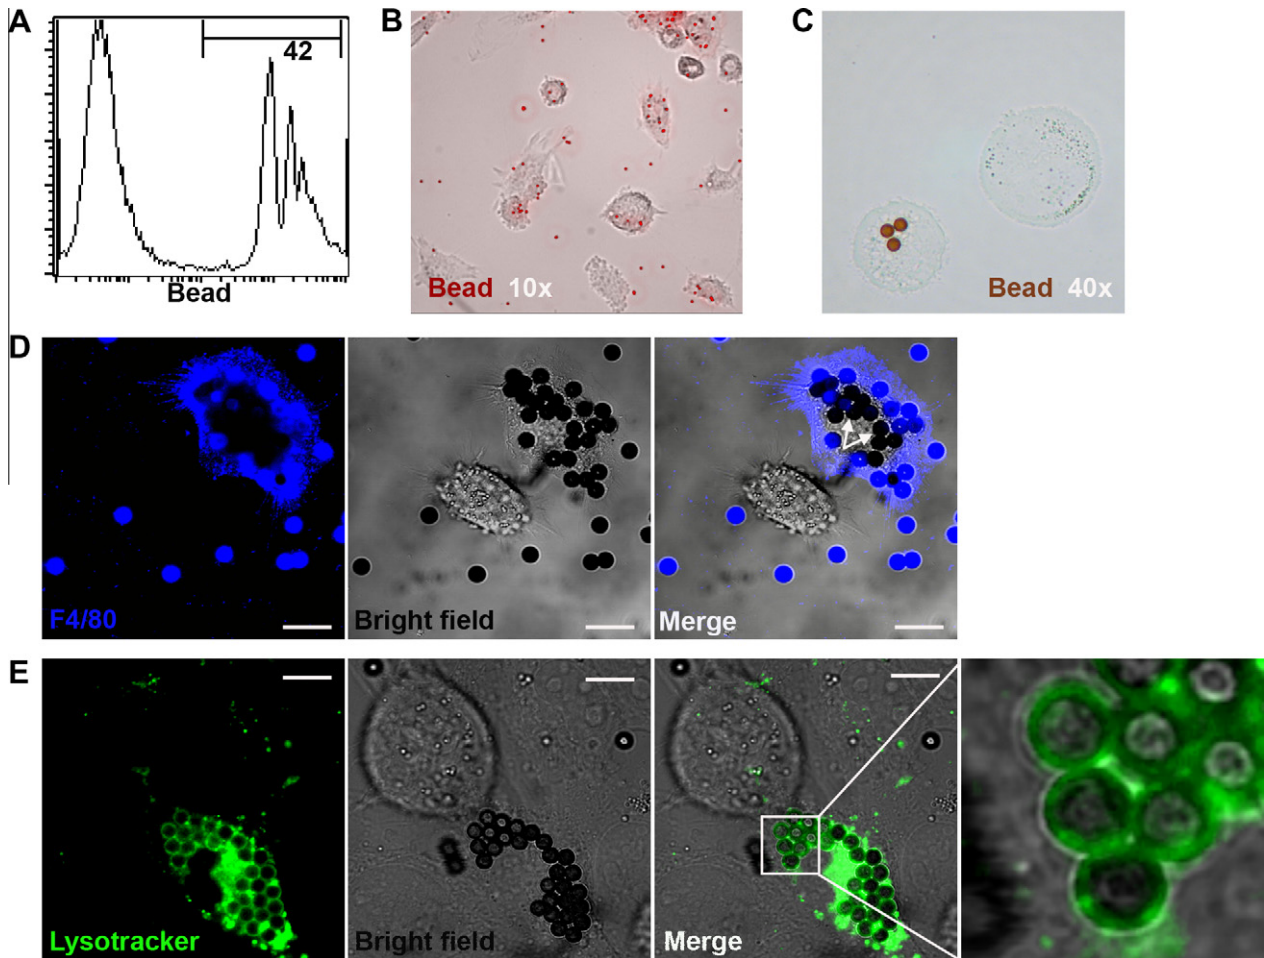 A
42
Bead
B
Bead 10x
C
Bead 40x
D
F4/80
Bright field
Merge
E
Lysotracker
Bright field
Merge